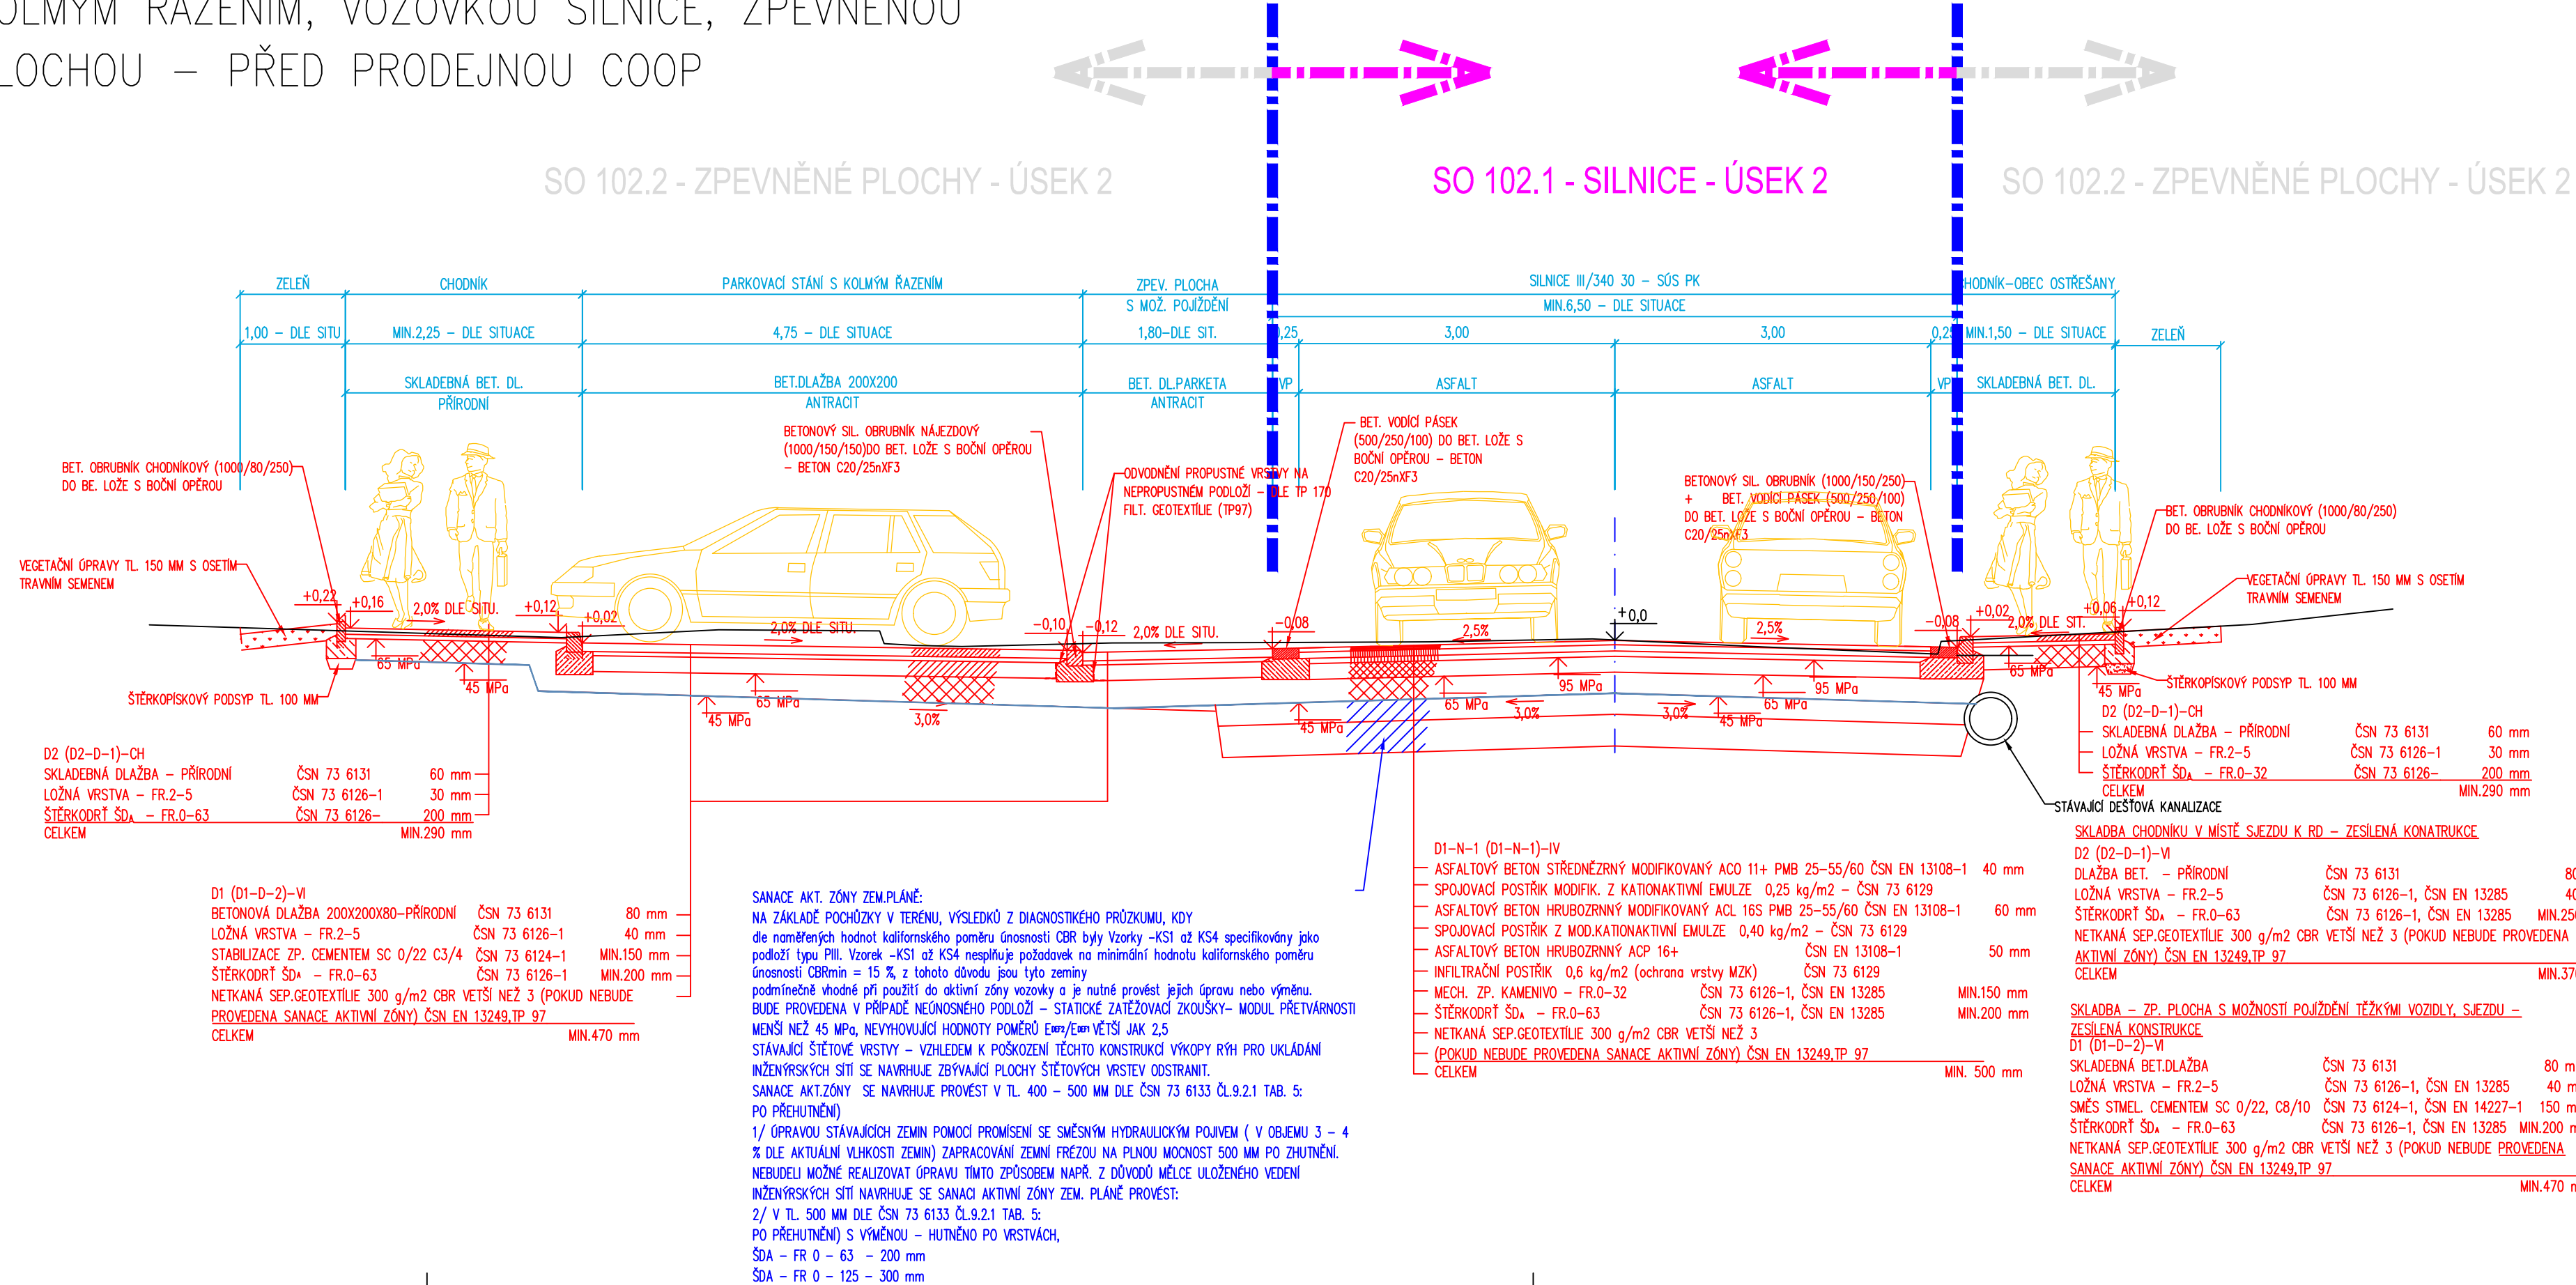 OLMÝM ŘAZENÍM, VOZOVKOU SILNICE, ZPEVNĚNOU
LOCHOU – PŘED PRODEJNOU COOP
SO 102.2 - ZPEVNĚNÉ PLOCHY - ÚSEK 2
SO 102.1 - SILNICE - ÚSEK 2
SO 102.2 - ZPEVNĚNÉ PLOCHY - ÚSEK 2
ZELEŇ
CHODNÍK
PARKOVACÍ STÁNÍ S KOLMÝM ŘAZENÍM
ZPEV. PLOCHA
S MOŽ. POJÍŽDĚNÍ
SILNICE III/340 30 – SÚS PK
MIN.6,50 – DLE SITUACE
HODNÍK-OBEC OSTŘEŠANY
1,00 – DLE SITU
MIN.2,25 – DLE SITUACE
4,75 – DLE SITUACE
1,80-DLE SIT.
0,25
3,00
3,00
0,25
MIN.1,50 – DLE SITUACE
ZELEŇ
SKLADEBNÁ BET. DL.
PŘÍRODNÍ
BET.DLAŽBA 200X200
ANTRACIT
BET. DL.PARKETA
ANTRACIT
VP
ASFALT
ASFALT
VP
SKLADEBNÁ BET. DL.
BET. OBRUBNÍK CHODNÍKOVÝ (1000/80/250)
DO BE. LOŽE S BOČNÍ OPĚROU
BETONOVÝ SIL. OBRUBNÍK NÁJEZDOVÝ
(1000/150/150)DO BET. LOŽE S BOČNÍ OPĚROU
– BETON C20/25nXF3
ODVODNĚNÍ PROPUSTNÉ VRSTVY NA
NEPROPUSTNÉM PODLOŽÍ – DLE TP 170
FILT. GEOTEXTÍLIE (TP97)
BET. VODÍCÍ PÁSEK
(500/250/100) DO BET. LOŽE S
BOČNÍ OPĚROU – BETON
C20/25nXF3
BETONOVÝ SIL. OBRUBNÍK (1000/150/250)
+ BET. VODÍCÍ PÁSEK (500/250/100)
DO BET. LOŽE S BOČNÍ OPĚROU – BETON
C20/25nXF3
BET. OBRUBNÍK CHODNÍKOVÝ (1000/80/250)
DO BE. LOŽE S BOČNÍ OPĚROU
VEGETAČNÍ ÚPRAVY TL. 150 MM S OSETÍM
TRAVNÍM SEMENEM
VEGETAČNÍ ÚPRAVY TL. 150 MM S OSETÍM
TRAVNÍM SEMENEM
+0,22
+0,16
2,0% DLE SITU.
+0,12
+0,02
2,0% DLE SITU.
-0,10
-0,12
2,0% DLE SITU.
-0,08
2,5%
+0,0
2,5%
-0,08
+0,02
2,0% DLE SIT.
+0,06
+0,12
65 MPa
45 MPa
45 MPa
65 MPa
3,0%
45 MPa
65 MPa
3,0%
95 MPa
3,0%
45 MPa
65 MPa
95 MPa
65 MPa
45 MPa
ŠTĚRKOPÍSKOVÝ PODSYP TL. 100 MM
ŠTĚRKOPÍSKOVÝ PODSYP TL. 100 MM
STÁVAJÍCÍ DEŠŤOVÁ KANALIZACE
D2 (D2-D-1)-CH
SKLADEBNÁ DLAŽBA – PŘÍRODNÍ ČSN 73 6131 60 mm
LOŽNÁ VRSTVA – FR.2-5 ČSN 73 6126-1 30 mm
ŠTĚRKODRŤ ŠDA – FR.0-63 ČSN 73 6126- 200 mm
CELKEM MIN.290 mm
D1 (D1-D-2)-VI
BETONOVÁ DLAŽBA 200X200X80-PŘÍRODNÍ ČSN 73 6131 80 mm
LOŽNÁ VRSTVA – FR.2-5 ČSN 73 6126-1 40 mm
STABILIZACE ZP. CEMENTEM SC 0/22 C3/4 ČSN 73 6124-1 MIN.150 mm
ŠTĚRKODRŤ ŠDA – FR.0-63 ČSN 73 6126-1 MIN.200 mm
NETKANÁ SEP.GEOTEXTÍLIE 300 g/m2 CBR VETŠÍ NEŽ 3 (POKUD NEBUDE
PROVEDENA SANACE AKTIVNÍ ZÓNY) ČSN EN 13249,TP 97
CELKEM MIN.470 mm
SANACE AKT. ZÓNY ZEM.PLÁNĚ:
NA ZÁKLADĚ POCHŮZKY V TERÉNU, VÝSLEDKŮ Z DIAGNOSTIKÉHO PRŮZKUMU, KDY
dle naměřených hodnot kalifornského poměru únosnosti CBR byly Vzorky -KS1 až KS4 specifikovány jako
podloží typu PIII. Vzorek -KS1 až KS4 nesplňuje požadavek na minimální hodnotu kalifornského poměru
únosnosti CBRmin = 15 %, z tohoto důvodu jsou tyto zeminy
podmínečně vhodné při použití do aktivní zóny vozovky a je nutné provést jejich úpravu nebo výměnu.
BUDE PROVEDENA V PŘÍPADĚ NEÚNOSNÉHO PODLOŽÍ – STATICKÉ ZATĚŽOVACÍ ZKOUŠKY- MODUL PŘETVÁRNOSTI
MENŠÍ NEŽ 45 MPa, NEVYHOVUJÍCÍ HODNOTY POMĚRŮ EDEF2/EDEF1 VĚTŠÍ JAK 2,5
STÁVAJÍCÍ ŠTĚTOVÉ VRSTVY – VZHLEDEM K POŠKOZENÍ TĚCHTO KONSTRUKCÍ VÝKOPY RÝH PRO UKLÁDÁNÍ
INŽENÝRSKÝCH SÍTÍ SE NAVRHUJE ZBÝVAJÍCÍ PLOCHY ŠTĚTOVÝCH VRSTEV ODSTRANIT.
SANACE AKT.ZÓNY SE NAVRHUJE PROVÉST V TL. 400 – 500 MM DLE ČSN 73 6133 ČL.9.2.1 TAB. 5:
PO PŘEHUTNĚNÍ)
1/ ÚPRAVOU STÁVAJÍCÍCH ZEMIN POMOCÍ PROMÍSENÍ SE SMĚSNÝM HYDRAULICKÝM POJIVEM ( V OBJEMU 3 – 4
% DLE AKTUÁLNÍ VLHKOSTI ZEMIN) ZAPRACOVÁNÍ ZEMNÍ FRÉZOU NA PLNOU MOCNOST 500 MM PO ZHUTNĚNÍ.
NEBUDELI MOŽNÉ REALIZOVAT ÚPRAVU TÍMTO ZPŮSOBEM NAPŘ. Z DŮVODŮ MĚLCE ULOŽENÉHO VEDENÍ
INŽENÝRSKÝCH SÍTÍ NAVRHUJE SE SANACI AKTIVNÍ ZÓNY ZEM. PLÁNĚ PROVÉST:
2/ V TL. 500 MM DLE ČSN 73 6133 ČL.9.2.1 TAB. 5:
PO PŘEHUTNĚNÍ) S VÝMĚNOU – HUTNĚNO PO VRSTVÁCH,
ŠDA – FR 0 – 63 – 200 mm
ŠDA – FR 0 – 125 – 300 mm
D1-N-1 (D1-N-1)-IV
ASFALTOVÝ BETON STŘEDNĚZRNÝ MODIFIKOVANÝ ACO 11+ PMB 25-55/60 ČSN EN 13108-1 40 mm
SPOJOVACÍ POSTŘIK MODIFIK. Z KATIONAKTIVNÍ EMULZE 0,25 kg/m2 – ČSN 73 6129
ASFALTOVÝ BETON HRUBOZRNNÝ MODIFIKOVANÝ ACL 16S PMB 25-55/60 ČSN EN 13108-1 60 mm
SPOJOVACÍ POSTŘIK Z MOD.KATIONAKTIVNÍ EMULZE 0,40 kg/m2 – ČSN 73 6129
ASFALTOVÝ BETON HRUBOZRNNÝ ACP 16+ ČSN EN 13108-1 50 mm
INFILTRAČNÍ POSTŘIK 0,6 kg/m2 (ochrana vrstvy MZK) ČSN 73 6129
MECH. ZP. KAMENIVO – FR.0-32 ČSN 73 6126-1, ČSN EN 13285 MIN.150 mm
ŠTĚRKODRŤ ŠDA – FR.0-63 ČSN 73 6126-1, ČSN EN 13285 MIN.200 mm
NETKANÁ SEP.GEOTEXTÍLIE 300 g/m2 CBR VETŠÍ NEŽ 3
(POKUD NEBUDE PROVEDENA SANACE AKTIVNÍ ZÓNY) ČSN EN 13249,TP 97
CELKEM MIN. 500 mm
D2 (D2-D-1)-CH
SKLADEBNÁ DLAŽBA – PŘÍRODNÍ ČSN 73 6131 60 mm
LOŽNÁ VRSTVA – FR.2-5 ČSN 73 6126-1 30 mm
ŠTĚRKODRŤ ŠDA – FR.0-32 ČSN 73 6126- 200 mm
CELKEM MIN.290 mm
SKLADBA CHODNÍKU V MÍSTĚ SJEZDU K RD – ZESÍLENÁ KONATRUKCE
D2 (D2-D-1)-VI
DLAŽBA BET. – PŘÍRODNÍ ČSN 73 6131 80
LOŽNÁ VRSTVA – FR.2-5 ČSN 73 6126-1, ČSN EN 13285 40
ŠTĚRKODRŤ ŠDA – FR.0-63 ČSN 73 6126-1, ČSN EN 13285 MIN.250
NETKANÁ SEP.GEOTEXTÍLIE 300 g/m2 CBR VETŠÍ NEŽ 3 (POKUD NEBUDE PROVEDENA
AKTIVNÍ ZÓNY) ČSN EN 13249,TP 97
CELKEM MIN.370
SKLADBA – ZP. PLOCHA S MOŽNOSTÍ POJÍŽDĚNÍ TĚŽKÝMI VOZIDLY, SJEZDU –
ZESÍLENÁ KONSTRUKCE
D1 (D1-D-2)-VI
SKLADEBNÁ BET.DLAŽBA ČSN 73 6131 80 m
LOŽNÁ VRSTVA – FR.2-5 ČSN 73 6126-1, ČSN EN 13285 40 m
SMĚS STMEL. CEMENTEM SC 0/22, C8/10 ČSN 73 6124-1, ČSN EN 14227-1 150 m
ŠTĚRKODRŤ ŠDA – FR.0-63 ČSN 73 6126-1, ČSN EN 13285 MIN.200 m
NETKANÁ SEP.GEOTEXTÍLIE 300 g/m2 CBR VETŠÍ NEŽ 3 (POKUD NEBUDE PROVEDENA
SANACE AKTIVNÍ ZÓNY) ČSN EN 13249,TP 97
CELKEM MIN.470 m